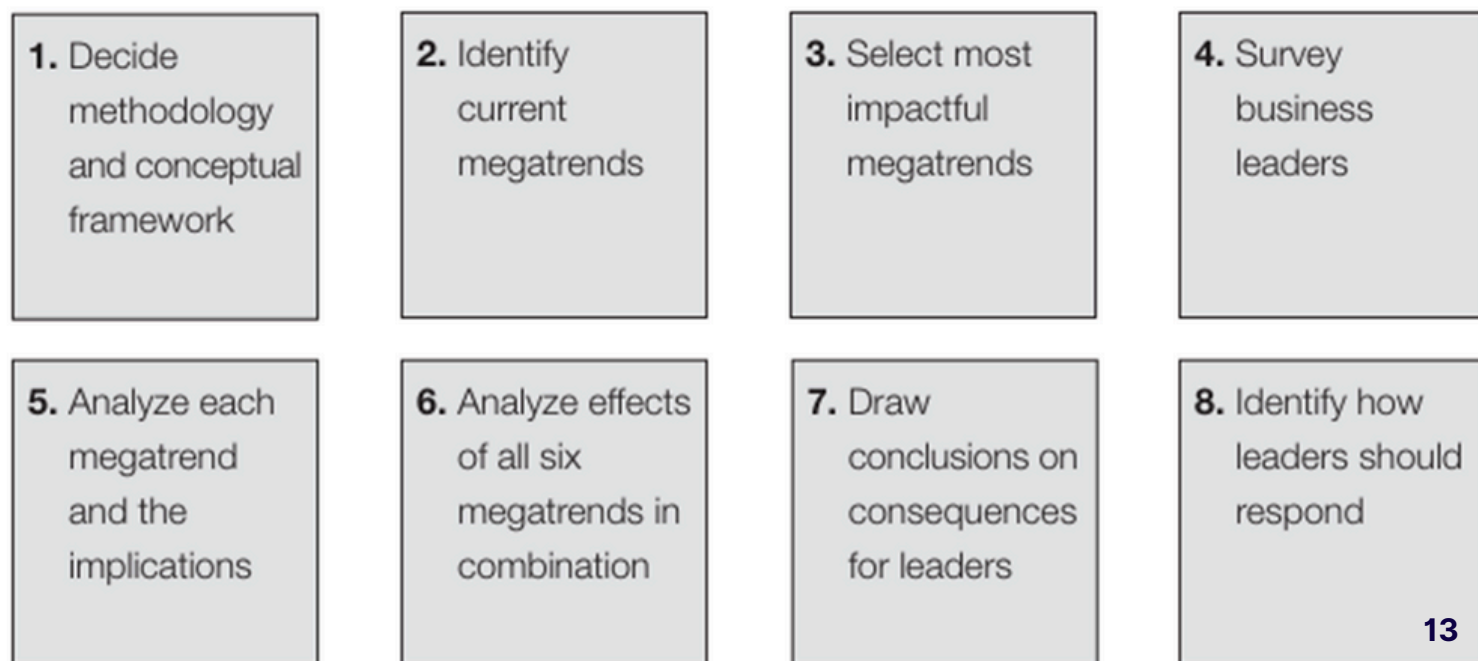 1. Decide
methodology
and conceptual
framework
2. Identify
current
megatrends
3. Select most
impactful
megatrends
4. Survey
business
leaders
5. Analyze each
megatrend
and the
implications
6. Analyze effects
of all six
megatrends in
combination
7. Draw
conclusions on
consequences
for leaders
8. Identify how
leaders should
respond
13